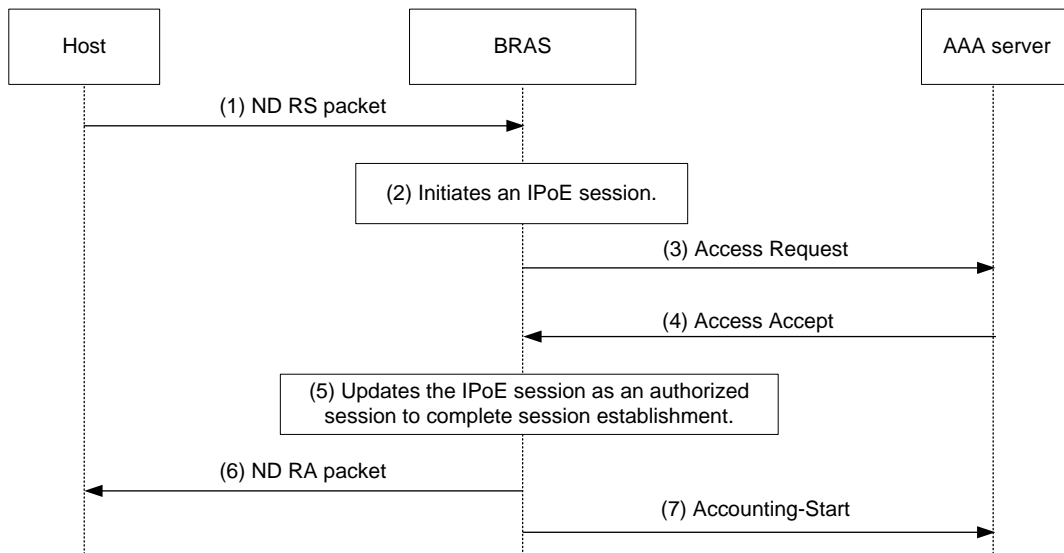 Host
BRAS
AAA server
(1) ND RS packet
(2) Initiates an IPoE session.
(3) Access Request
(4) Access Accept
(5) Updates the IPoE session as an authorized
session to complete session establishment.
(6) ND RA packet
(7) Accounting-Start